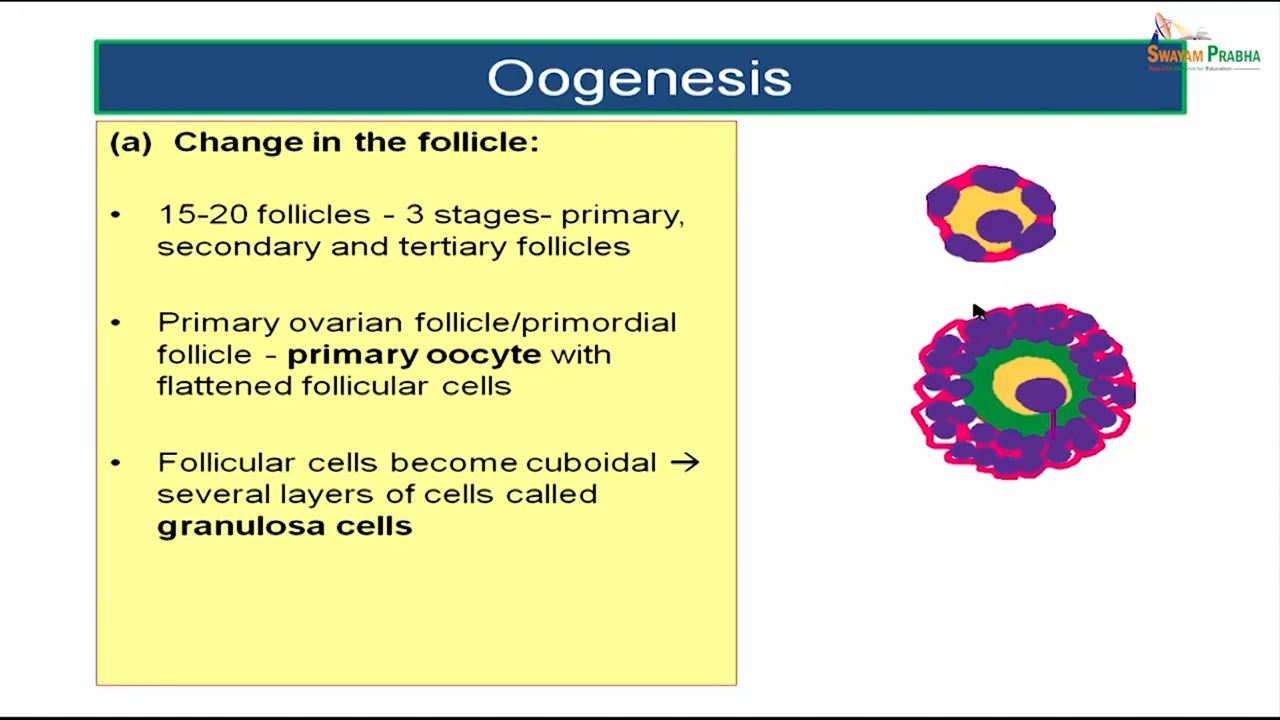 SWAYAM PRABHA
Oogenesis
(a) Change in the follicle:
• 15-20 follicles - 3 stages- primary,
secondary and tertiary follicles
• Primary ovarian follicle/primordial
follicle - primary oocyte with
flattened follicular cells
• Follicular cells become cuboidal →
several layers of cells called
granulosa cells